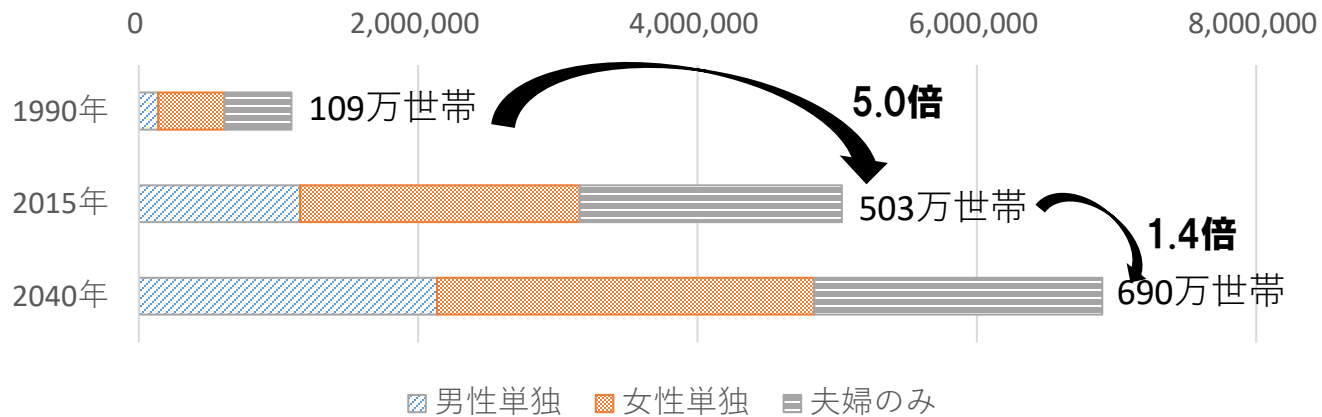 0 2,000,000 4,000,000 6,000,000 8,000,000
1990年 109万世帯 5.0倍
2015年 503万世帯
1.4倍
2040年 690万世帯
男性単独 女性単独 夫婦のみ